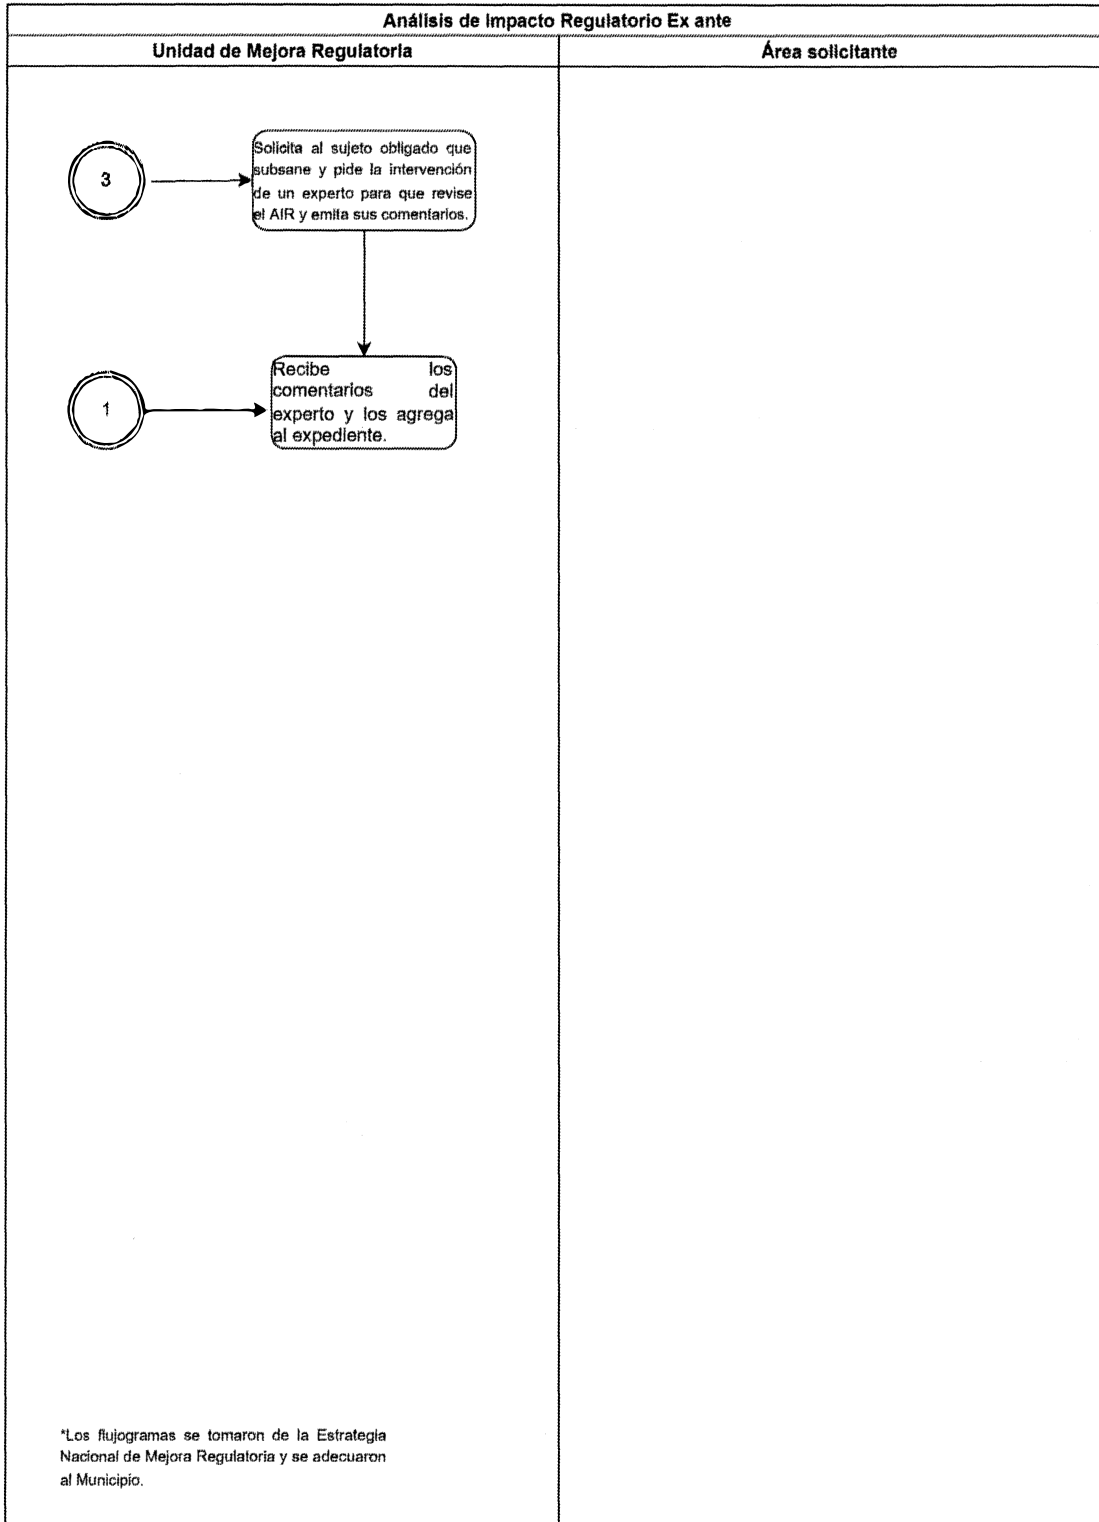 Análisis de Impacto Regulatorio Ex ante
Unidad de Mejora Regulatoria
Área solicitante
3
Solicita al sujeto obligado que
subsane y pide la intervención
de un experto para que revise
el AIR y emita sus comentarios.
1
Recibe los
comentarios del
experto y los agrega
al expediente.
*Los flujogramas se tomaron de la Estrategia
Nacional de Mejora Regulatoria y se adecuaron
al Municipio.